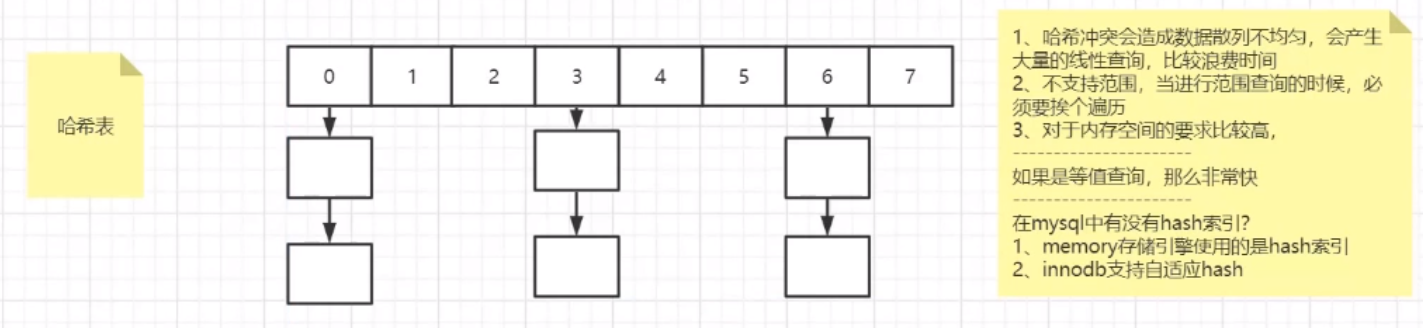 哈希表
0 1 2 3 4 5 6 7
1、哈希冲突会造成数据散列不均匀，会产生
大量的线性查询，比较浪费时间
2、不支持范围，当进行范围查询的时候，必
须要挨个遍历
3、对于内存空间的要求比较高，
----------------------
如果是等值查询，那么非常快
----------------------
在mysql中有没有hash索引？
1、memory存储引擎使用的是hash索引
2、innodb支持自适应hash